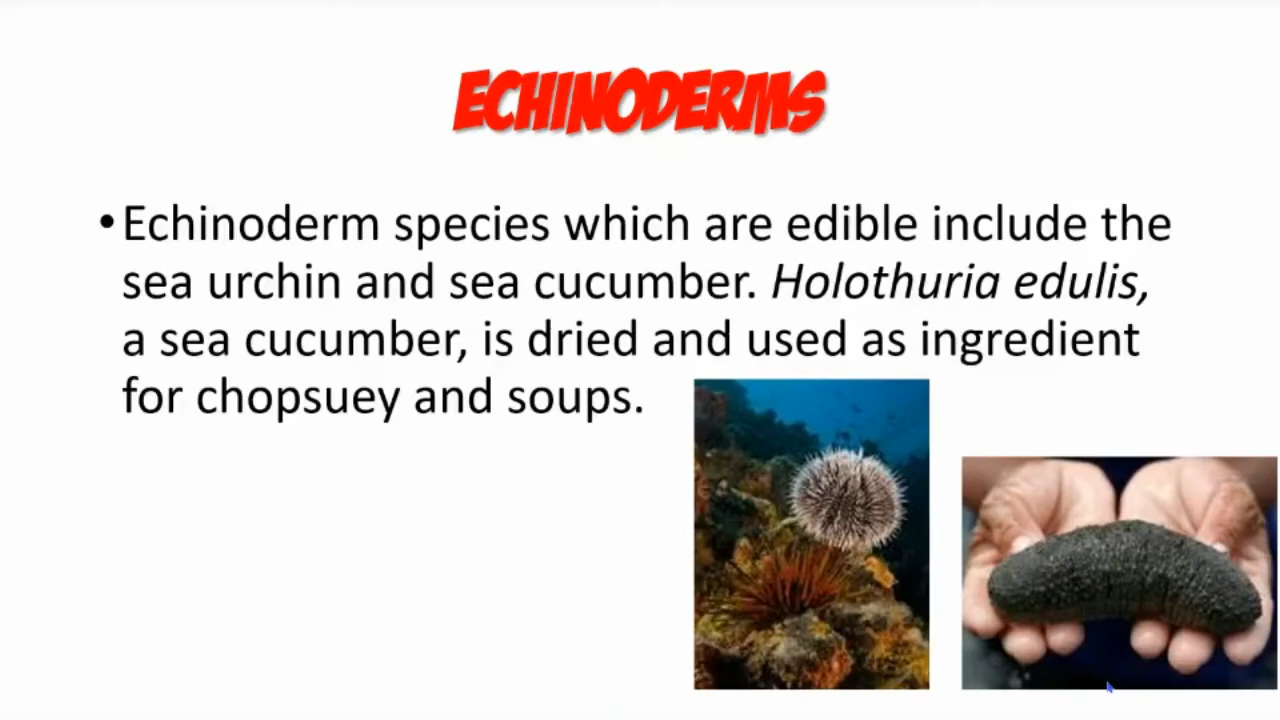 ECHINODERMS
•Echinoderm species which are edible include the
sea urchin and sea cucumber. Holothuria edulis,
a sea cucumber, is dried and used as ingredient
for chopsuey and soups.